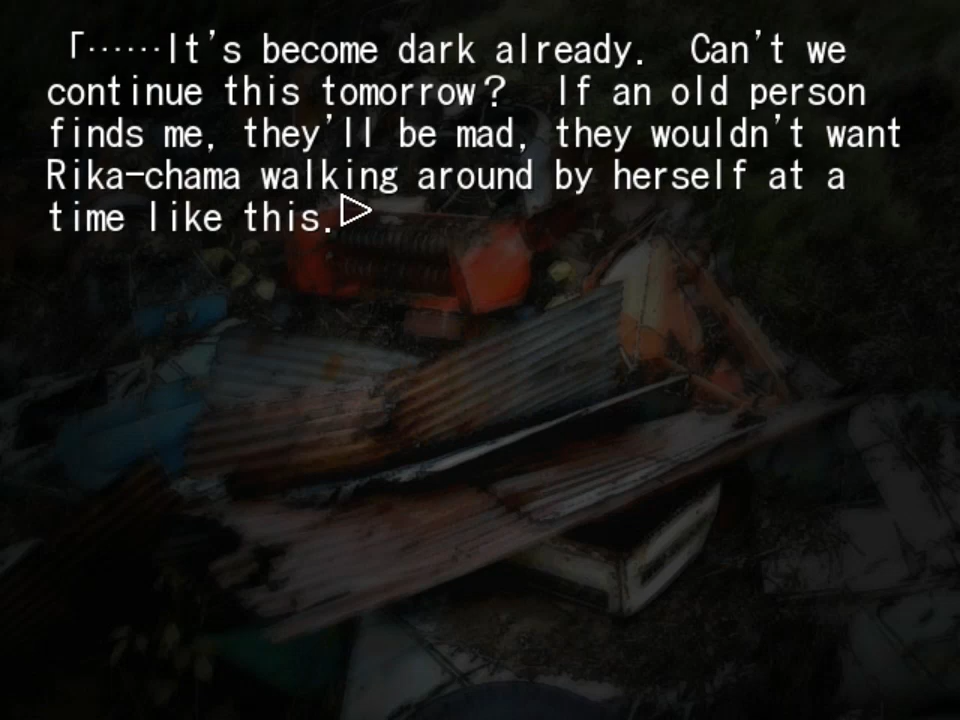 「······It's become dark already.  Can't we
continue this tomorrow？  If an old person
finds me, they'll be mad, they wouldn't want
Rika-chama walking around by herself at a
time like this.